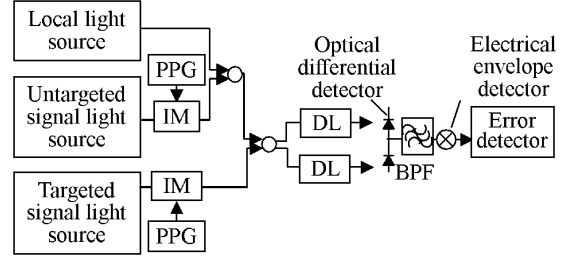 Local light
source
PPG
Untargeted
signal light
source
IM
Targeted
signal light
source
IM
PPG
DL
DL
Optical
differential
detector
BPF
Electrical
envelope
detector
Error
detector